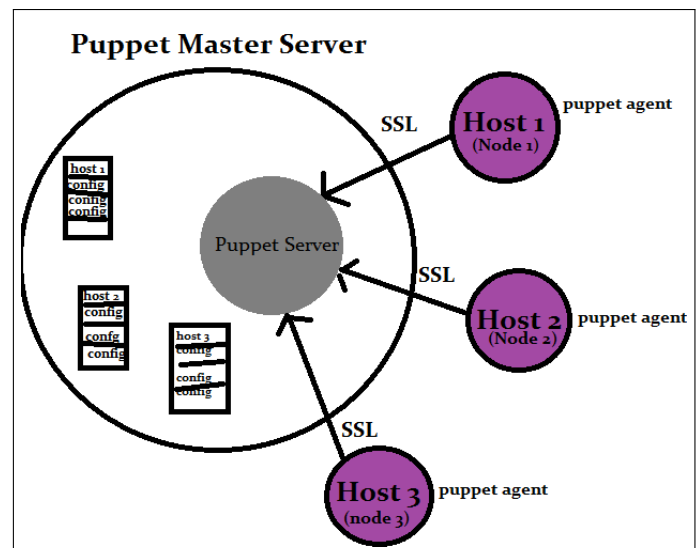 Puppet Master Server
puppet agent
SSL
Host 1
(Node 1)
host 1
config
config
config
Puppet Server
SSL
host 2
config
confg
config
Host 2
(Node 2)
puppet agent
host 3
config
config
config
SSL
Host 3
(node 3)
puppet agent